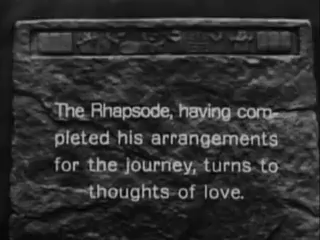 The Rhapsode, having com-
pleted his arrangements
for the journey, turns to
thoughts of love.